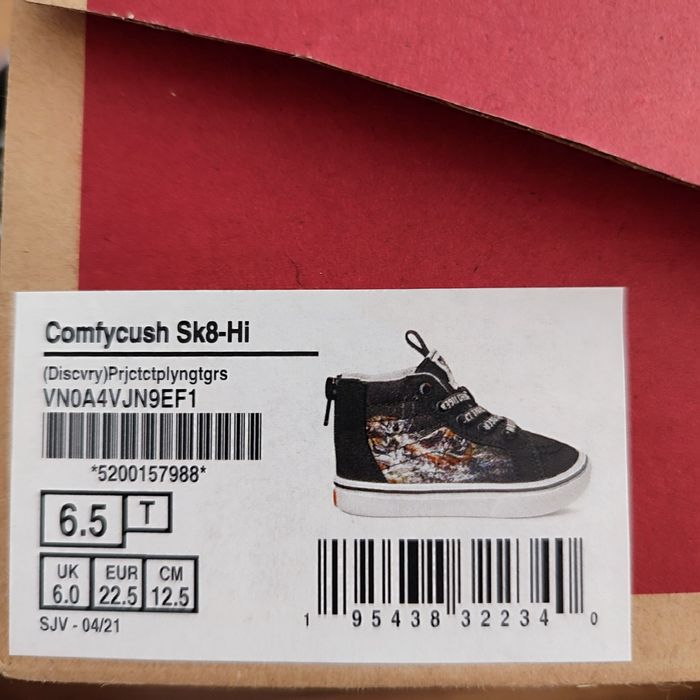 Comfycush Sk8-Hi
(Discvry)Prjctctplyngtgrs
VN0A4VJN9EF1
*5200157988*
6.5 T
UK EUR CM
6.0 22.5 12.5
SJV - 04/21
1 95438 32234 0